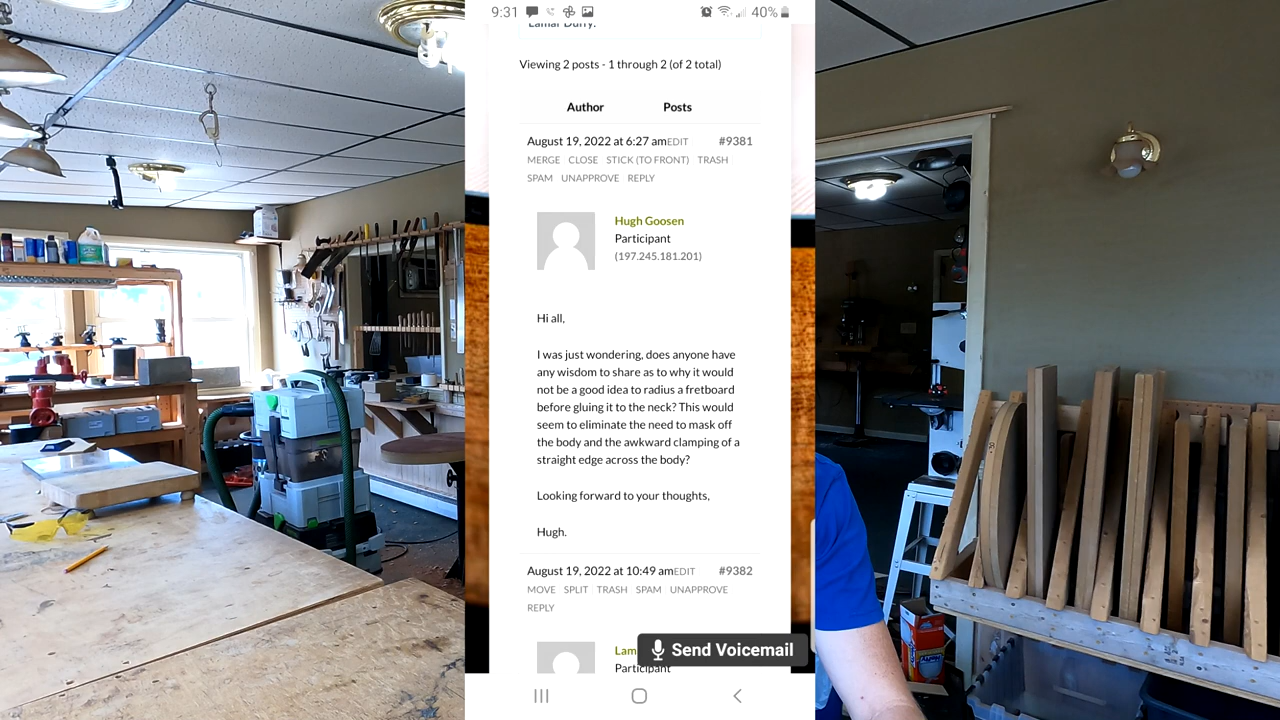 9:31
40%
Lamar Duffy.
Viewing 2 posts - 1 through 2 (of 2 total)
Author Posts
August 19, 2022 at 6:27 amEDIT #9381
MERGE CLOSE STICK (TO FRONT) TRASH
SPAM UNAPPROVE REPLY
Hugh Goosen
Participant
(197.245.181.201)
Hi all,
I was just wondering, does anyone have
any wisdom to share as to why it would
not be a good idea to radius a fretboard
before gluing it to the neck? This would
seem to eliminate the need to mask off
the body and the awkward clamping of a
straight edge across the body?
Looking forward to your thoughts,
Hugh.
August 19, 2022 at 10:49 amEDIT #9382
MOVE SPLIT TRASH SPAM UNAPPROVE
REPLY
Lam
Participant
Send Voicemail